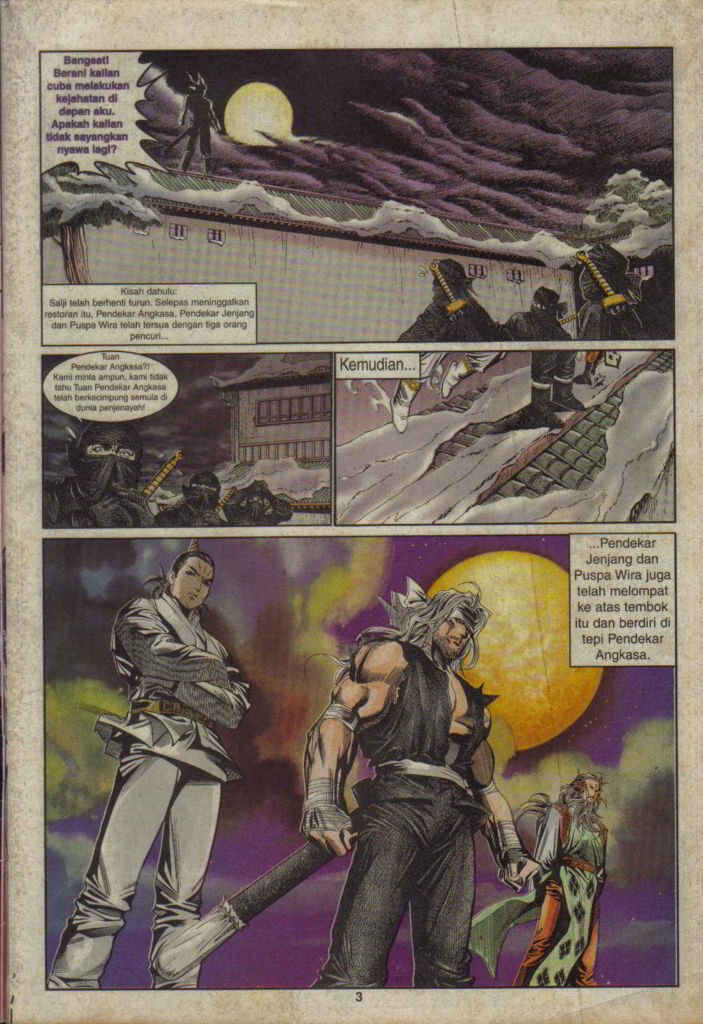 Bangsat!
Berani kalian
cuba melakukan
kejahatan di
depan aku.
Apakah kalian
tidak sayangkan
nyawa lagi?
Kisah dahulu:
Salji telah berhenti turun. Selepas meninggalkan
restoran itu, Pendekar Angkasa, Pendekar Jenjang
dan Puspa Wira telah tersua dengan tiga orang
pencuri...
Tuan
Pendekar Angkasa?!
Kami minta ampun, kami tidak
tahu Tuan Pendekar Angkasa
telah berkecimpung semula di
dunia penjenayah!
Kemudian...
...Pendekar
Jenjang dan
Puspa Wira juga
telah melompat
ke atas tembok
itu dan berdiri di
tepi Pendekar
Angkasa.
3